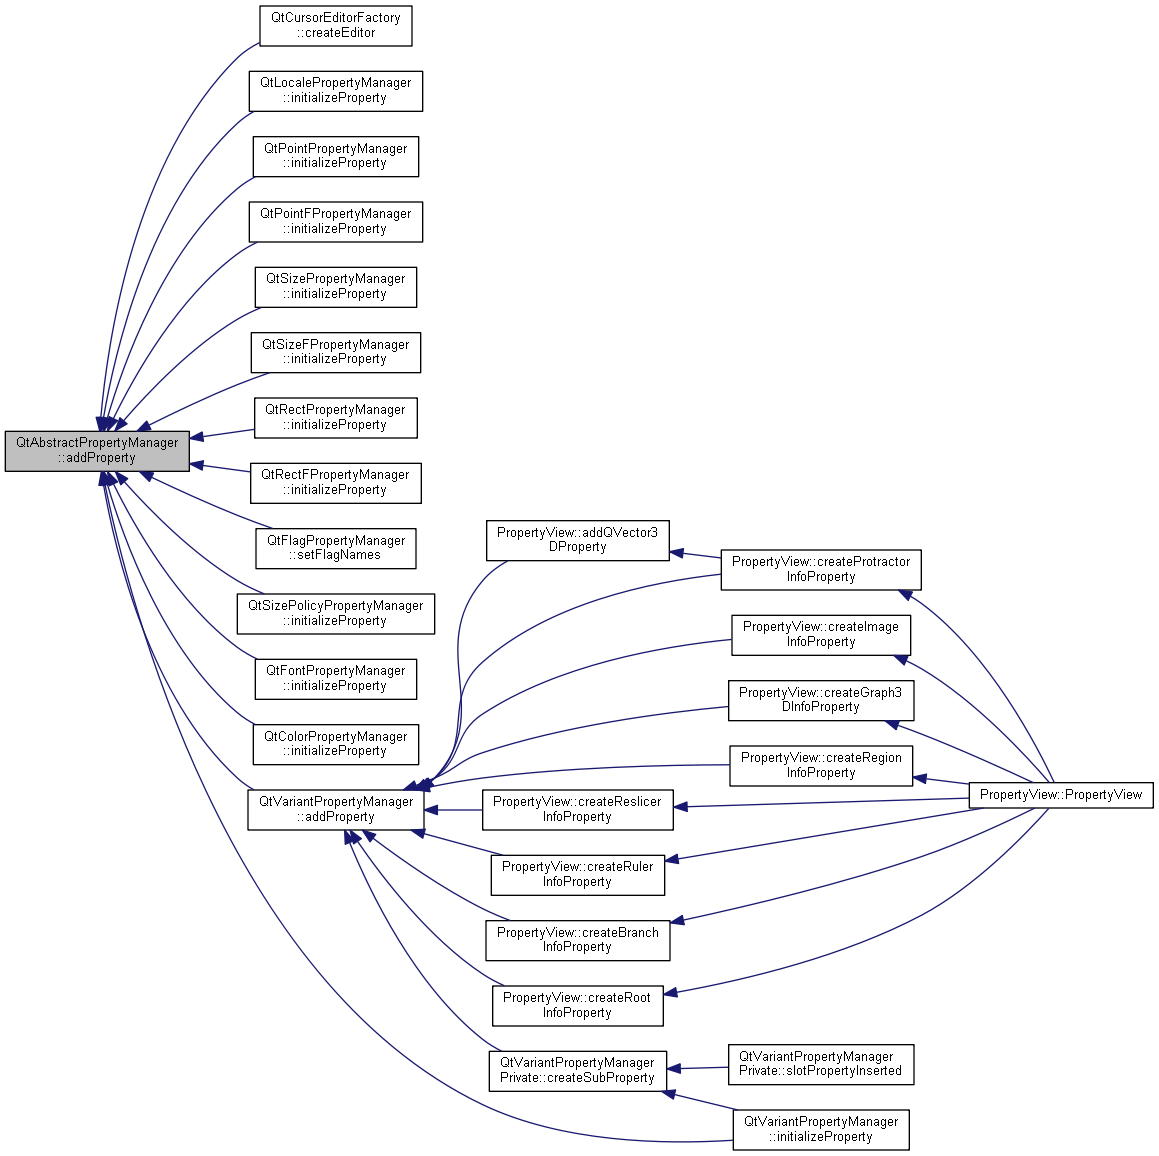 QtCursorEditorFactory
::createEditor
QtLocalePropertyManager
::initializeProperty
QtPointPropertyManager
::initializeProperty
QtPointFPropertyManager
::initializeProperty
QtSizePropertyManager
::initializeProperty
QtSizeFPropertyManager
::initializeProperty
QtRectPropertyManager
::initializeProperty
QtAbstractPropertyManager
::addProperty
QtRectFPropertyManager
::initializeProperty
QtFlagPropertyManager
::setFlagNames
QtSizePolicyPropertyManager
::initializeProperty
QtFontPropertyManager
::initializeProperty
QtColorPropertyManager
::initializeProperty
QtVariantPropertyManager
::addProperty
PropertyView::addQVector3
DProperty
PropertyView::createProtractor
InfoProperty
PropertyView::createImage
InfoProperty
PropertyView::createGraph3
DInfoProperty
PropertyView::createRegion
InfoProperty
PropertyView::createReslicer
InfoProperty
PropertyView::PropertyView
PropertyView::createRuler
InfoProperty
PropertyView::createBranch
InfoProperty
PropertyView::createRoot
InfoProperty
QtVariantPropertyManager
Private::createSubProperty
QtVariantPropertyManager
Private::slotPropertyInserted
QtVariantPropertyManager
::initializeProperty